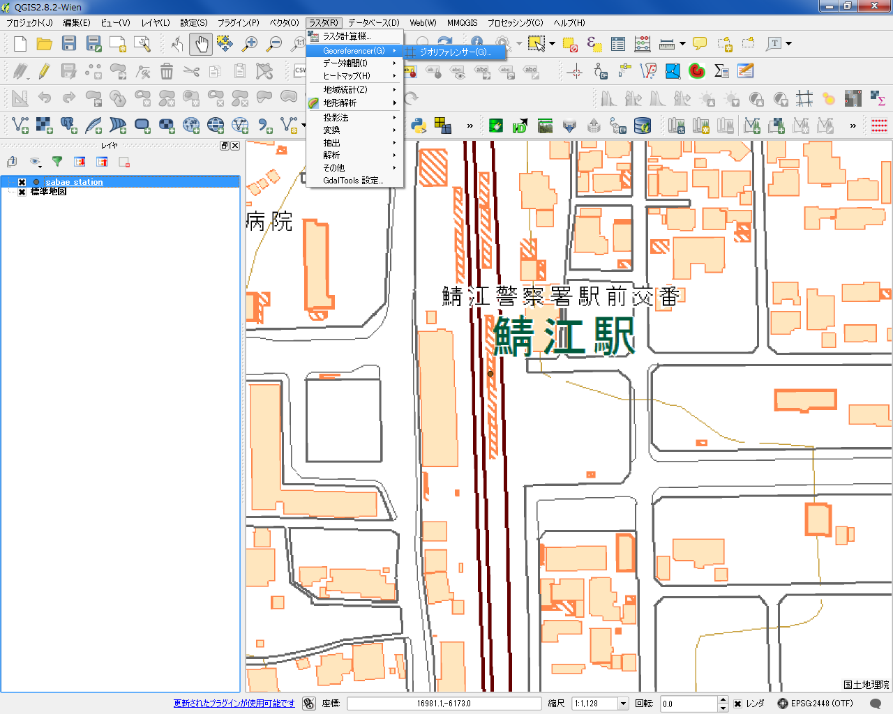 QGIS2.8.2-Wien
プロジェクト(J) 編集(E) ビュー(V) レイヤ(L) 設定(S) プラグイン(P) ベクタ(O) ラスタ(R) データベース(D) Web(W) MMQGIS プロセッシング(C) ヘルプ(H)
ラスタ計算機...
Georeferencer(G)
ジオリファレンサー(G)...
データ補間(I)
ヒートマップ(H)
地域統計(Z)
地形解析
投影法
変換
抽出
解析
その他
GdalTools 設定...
レイヤ
sabae station
標準地図
病院
鯖江警察署駅前交番
鯖江駅
国土地理院
更新されたプラグインが使用可能です 座標: 16981.1,-6173.0 縮尺 1:1,128 回転: 0.0 レンダ EPSG:2448 (OTF)